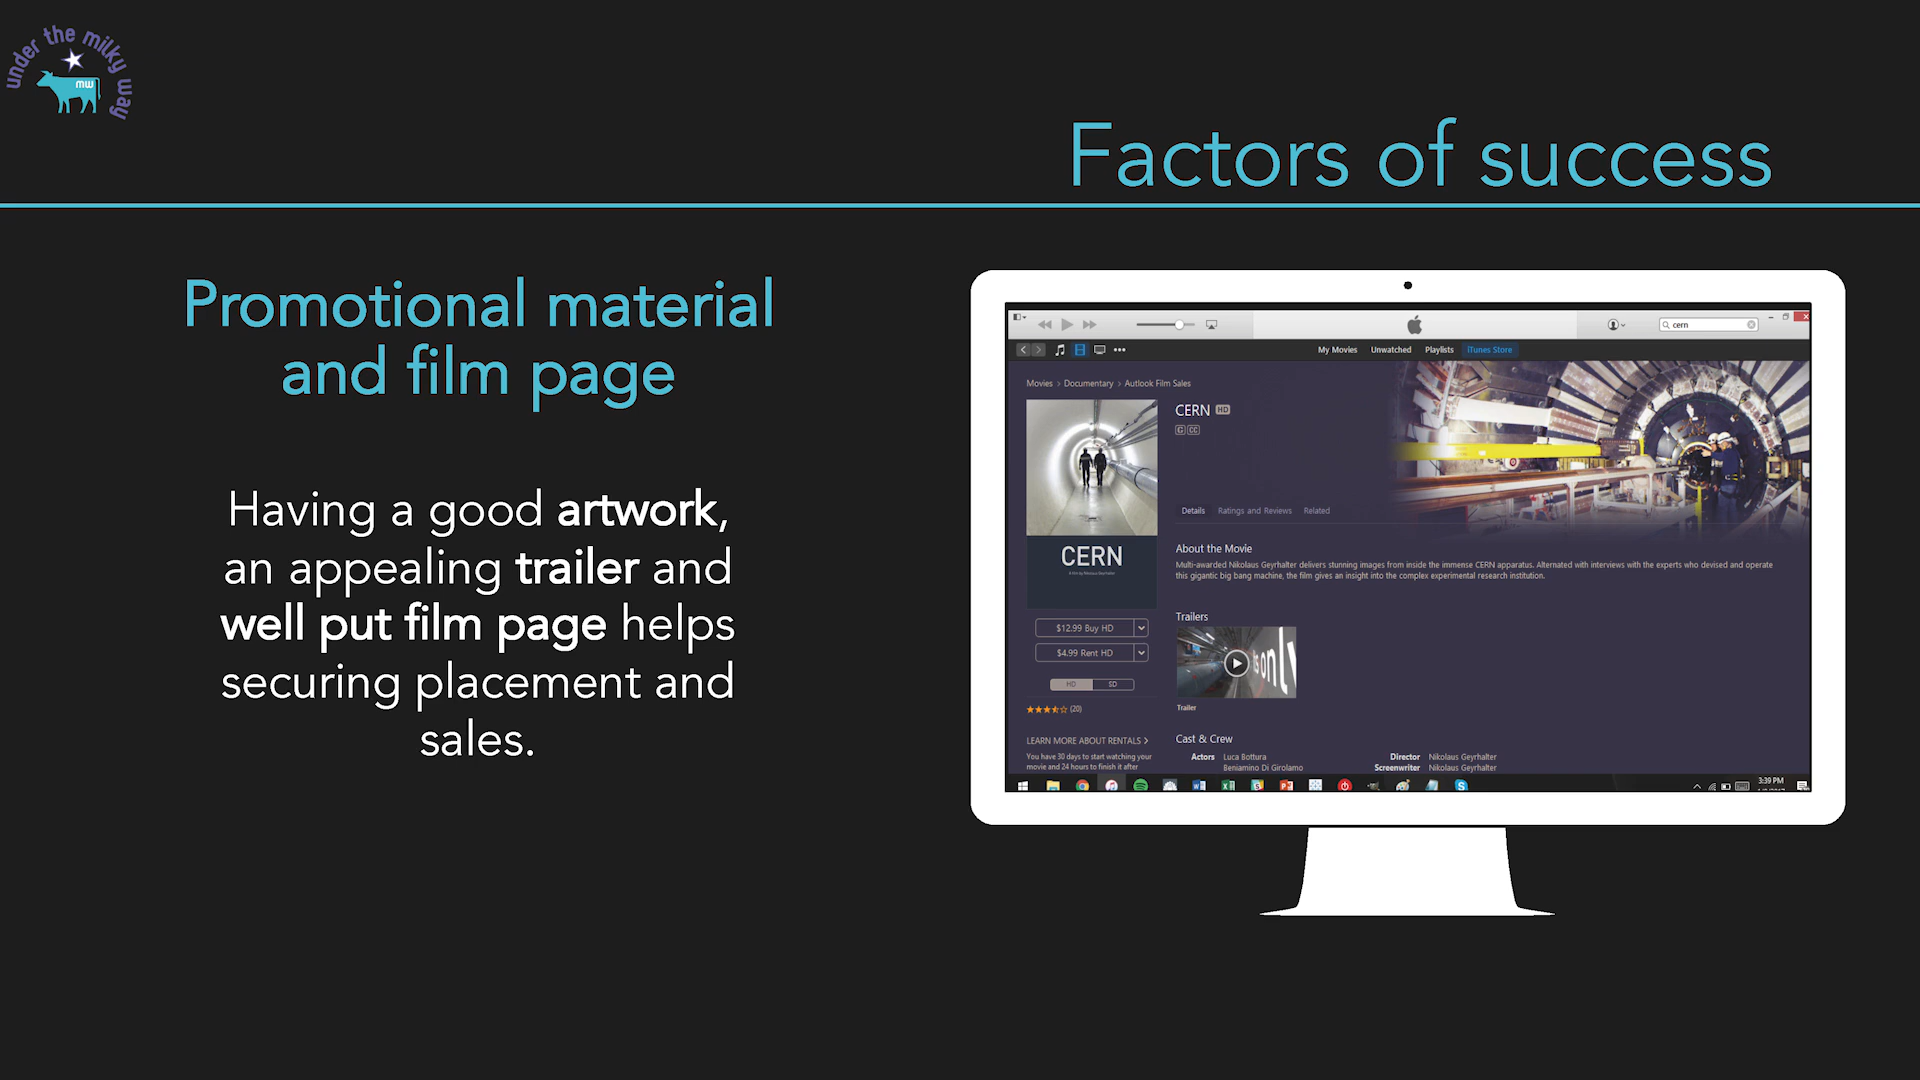 under the milky way
mw
Factors of success
Promotional material
and film page
Having a good artwork,
an appealing trailer and
well put film page helps
securing placement and
sales.
cern
My Movies Unwatched Playlists iTunes Store
Movies > Documentary > Autlook Film Sales
CERN HD
C CC
Details Ratings and Reviews Related
About the Movie
Multi-awarded Nikolaus Geyrhalter delivers stunning images from inside the immense CERN apparatus. Alternated with interviews with the experts who devised and operate
this gigantic big bang machine, the film gives an insight into the complex experimental research institution.
CERN
A film by Nikolaus Geyrhalter
$12.99 Buy HD
$4.99 Rent HD
HD SD
(20)
LEARN MORE ABOUT RENTALS >
You have 30 days to start watching your
movie and 24 hours to finish it after
Trailers
is only
Trailer
Cast & Crew
Actors Luca Bottura
Beniamino Di Girolamo
Director Nikolaus Geyrhalter
Screenwriter Nikolaus Geyrhalter
3:39 PM